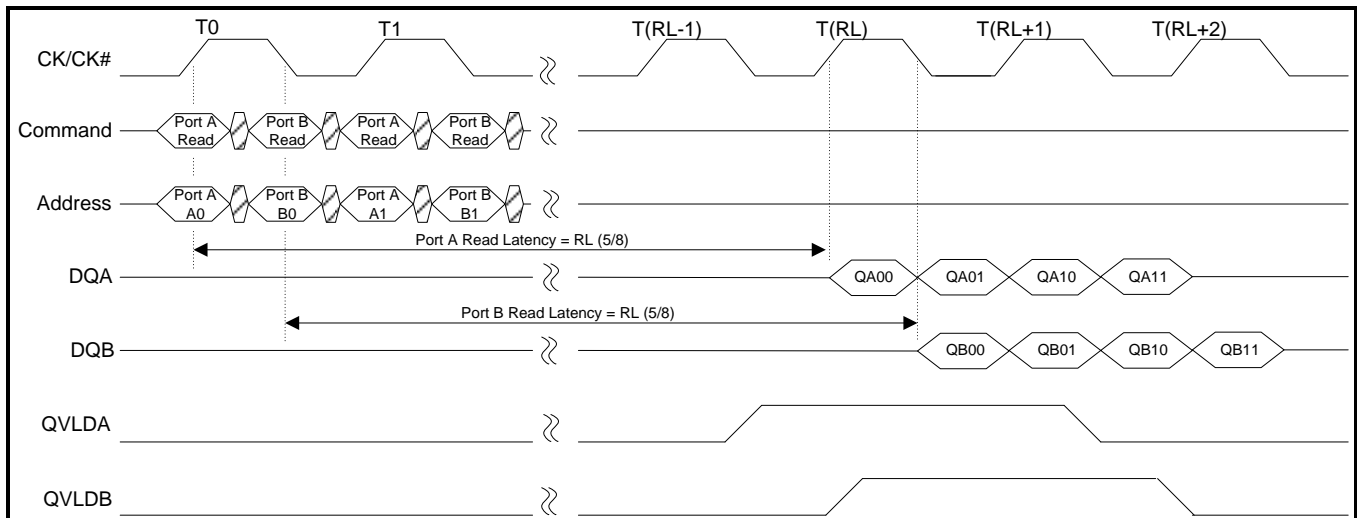 T0 T1 T(RL-1) T(RL) T(RL+1) T(RL+2)
CK/CK#
Command
Port A Read
Port B Read
Port A Read
Port B Read
Address
Port A A0
Port B B0
Port A A1
Port B B1
Port A Read Latency = RL (5/8)
DQA
QA00 QA01 QA10 QA11
Port B Read Latency = RL (5/8)
DQB
QB00 QB01 QB10 QB11
QVLDA
QVLDB